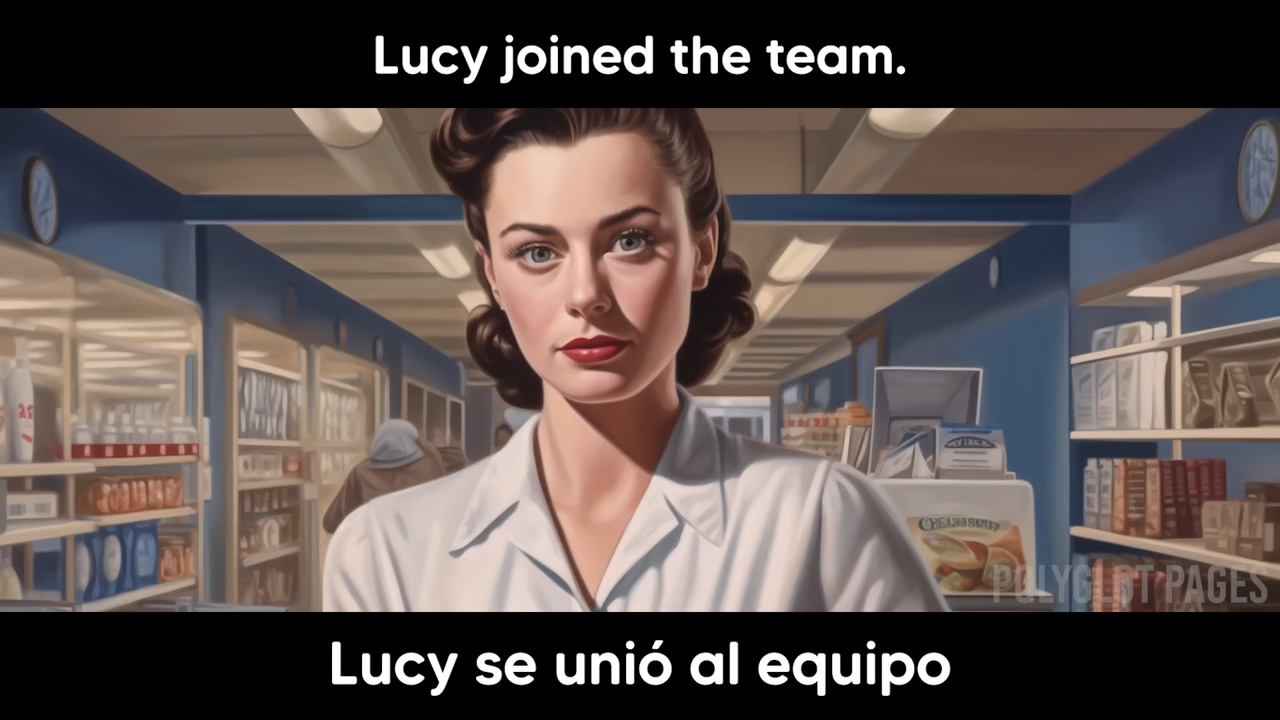 Lucy joined the team.
POLYGLOT PAGES
Lucy se unió al equipo